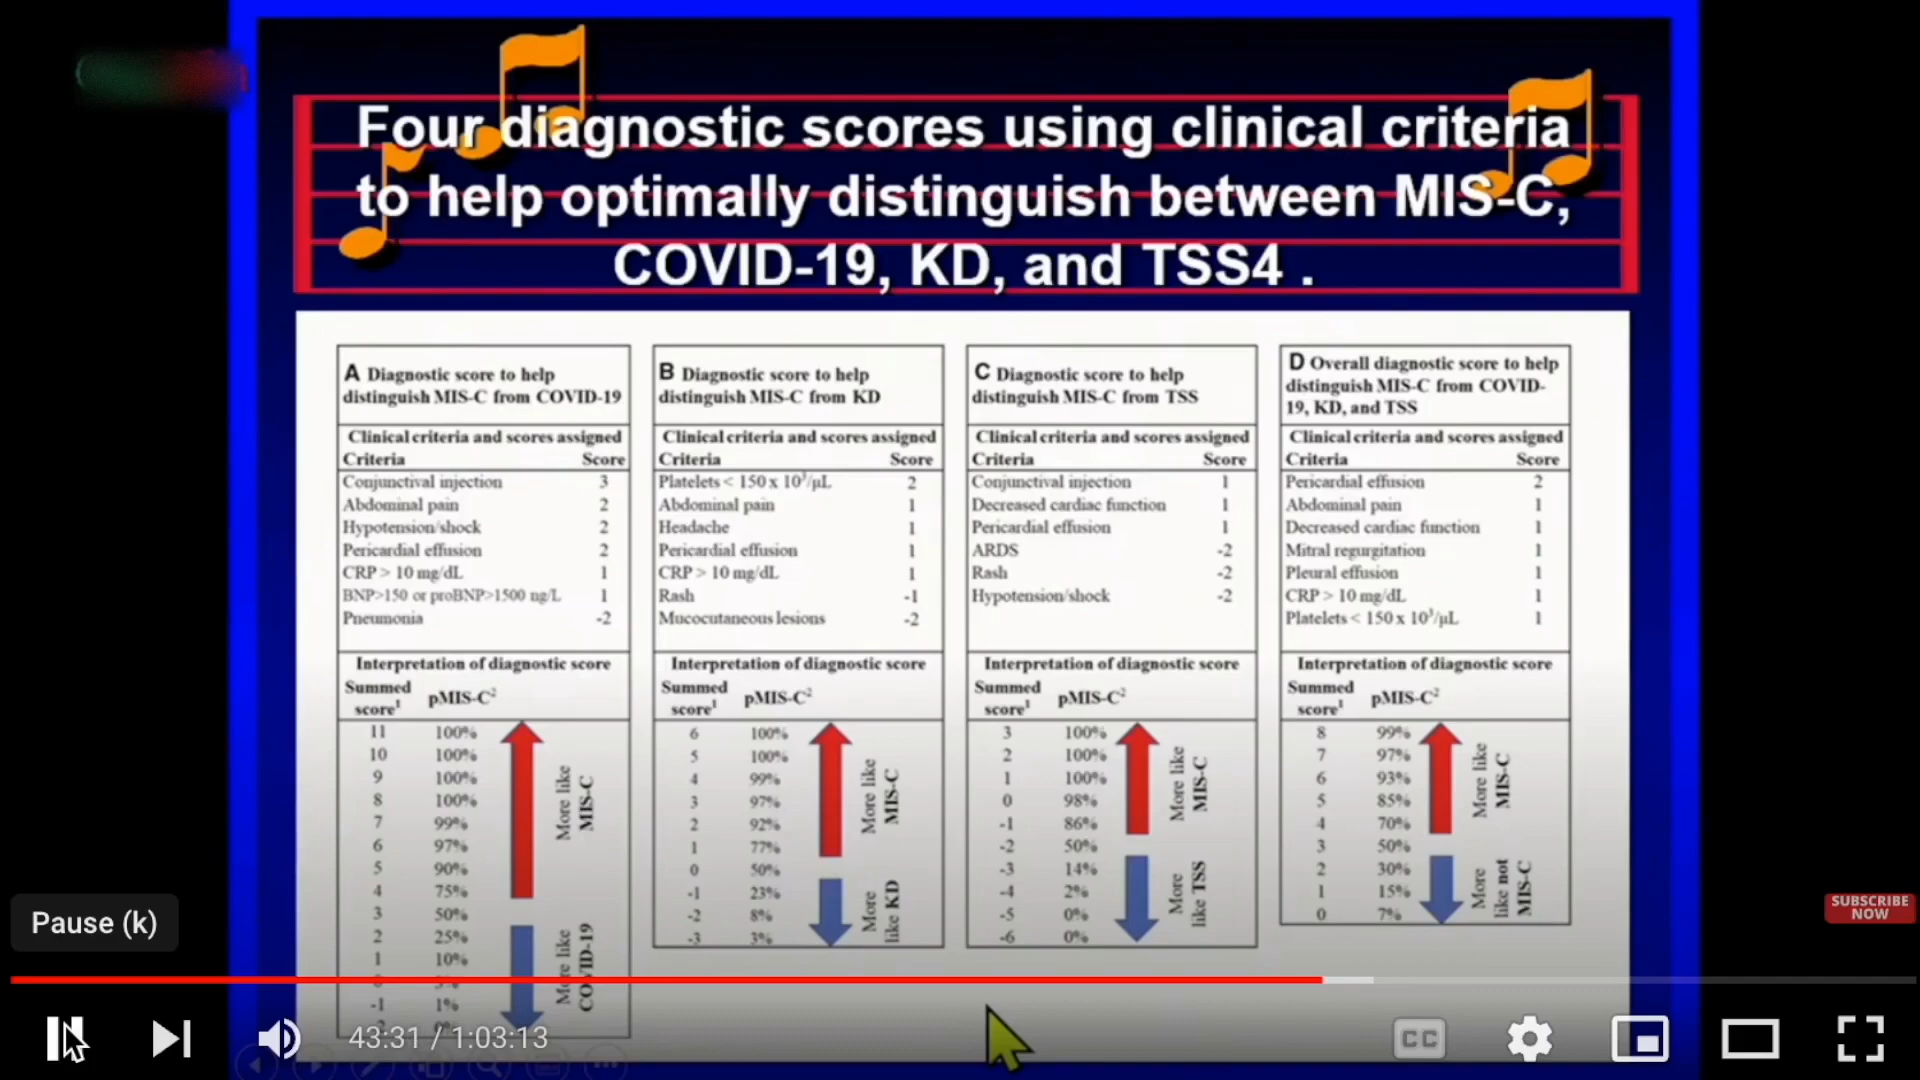 Four diagnostic scores using clinical criteria
to help optimally distinguish between MIS-C,
COVID-19, KD, and TSS4 .
A Diagnostic score to help
distinguish MIS-C from COVID-19
Clinical criteria and scores assigned
Criteria Score
Conjunctival injection 3
Abdominal pain 2
Hypotension/shock 2
Pericardial effusion 2
CRP > 10 mg/dL 1
BNP>150 or proBNP>1500 ng/L 1
Pneumonia -2
Interpretation of diagnostic score
Summed
score¹ pMIS-C²
11 100%
10 100%
9 100%
8 100%
7 99%
6 97%
5 90%
4 75%
3 50%
2 25%
1 10%
-1 1%
More like
MIS-C
More like
COVID-19
B Diagnostic score to help
distinguish MIS-C from KD
Clinical criteria and scores assigned
Criteria Score
Platelets < 150 x 10³/µL 2
Abdominal pain 1
Headache 1
Pericardial effusion 1
CRP > 10 mg/dL 1
Rash -1
Mucocutaneous lesions -2
Interpretation of diagnostic score
Summed
score¹ pMIS-C²
6 100%
5 100%
4 99%
3 97%
2 92%
1 77%
0 50%
-1 23%
-2 8%
-3 3%
More like
MIS-C
More
like KD
C Diagnostic score to help
distinguish MIS-C from TSS
Clinical criteria and scores assigned
Criteria Score
Conjunctival injection 1
Decreased cardiac function 1
Pericardial effusion 1
ARDS -2
Rash -2
Hypotension/shock -2
Interpretation of diagnostic score
Summed
score¹ pMIS-C²
3 100%
2 100%
1 100%
0 98%
-1 86%
-2 50%
-3 14%
-4 2%
-5 0%
-6 0%
More like
MIS-C
More
like TSS
D Overall diagnostic score to help
distinguish MIS-C from COVID-
19, KD, and TSS
Clinical criteria and scores assigned
Criteria Score
Pericardial effusion 2
Abdominal pain 1
Decreased cardiac function 1
Mitral regurgitation 1
Pleural effusion 1
CRP > 10 mg/dL 1
Platelets < 150 x 10³/µL 1
Interpretation of diagnostic score
Summed
score¹ pMIS-C²
8 99%
7 97%
6 93%
5 85%
4 70%
3 50%
2 30%
1 15%
0 7%
More like
MIS-C
More
like not
MIS-C
Pause (k)
SUBSCRIBE
NOW
43:31 / 1:03:13
CC